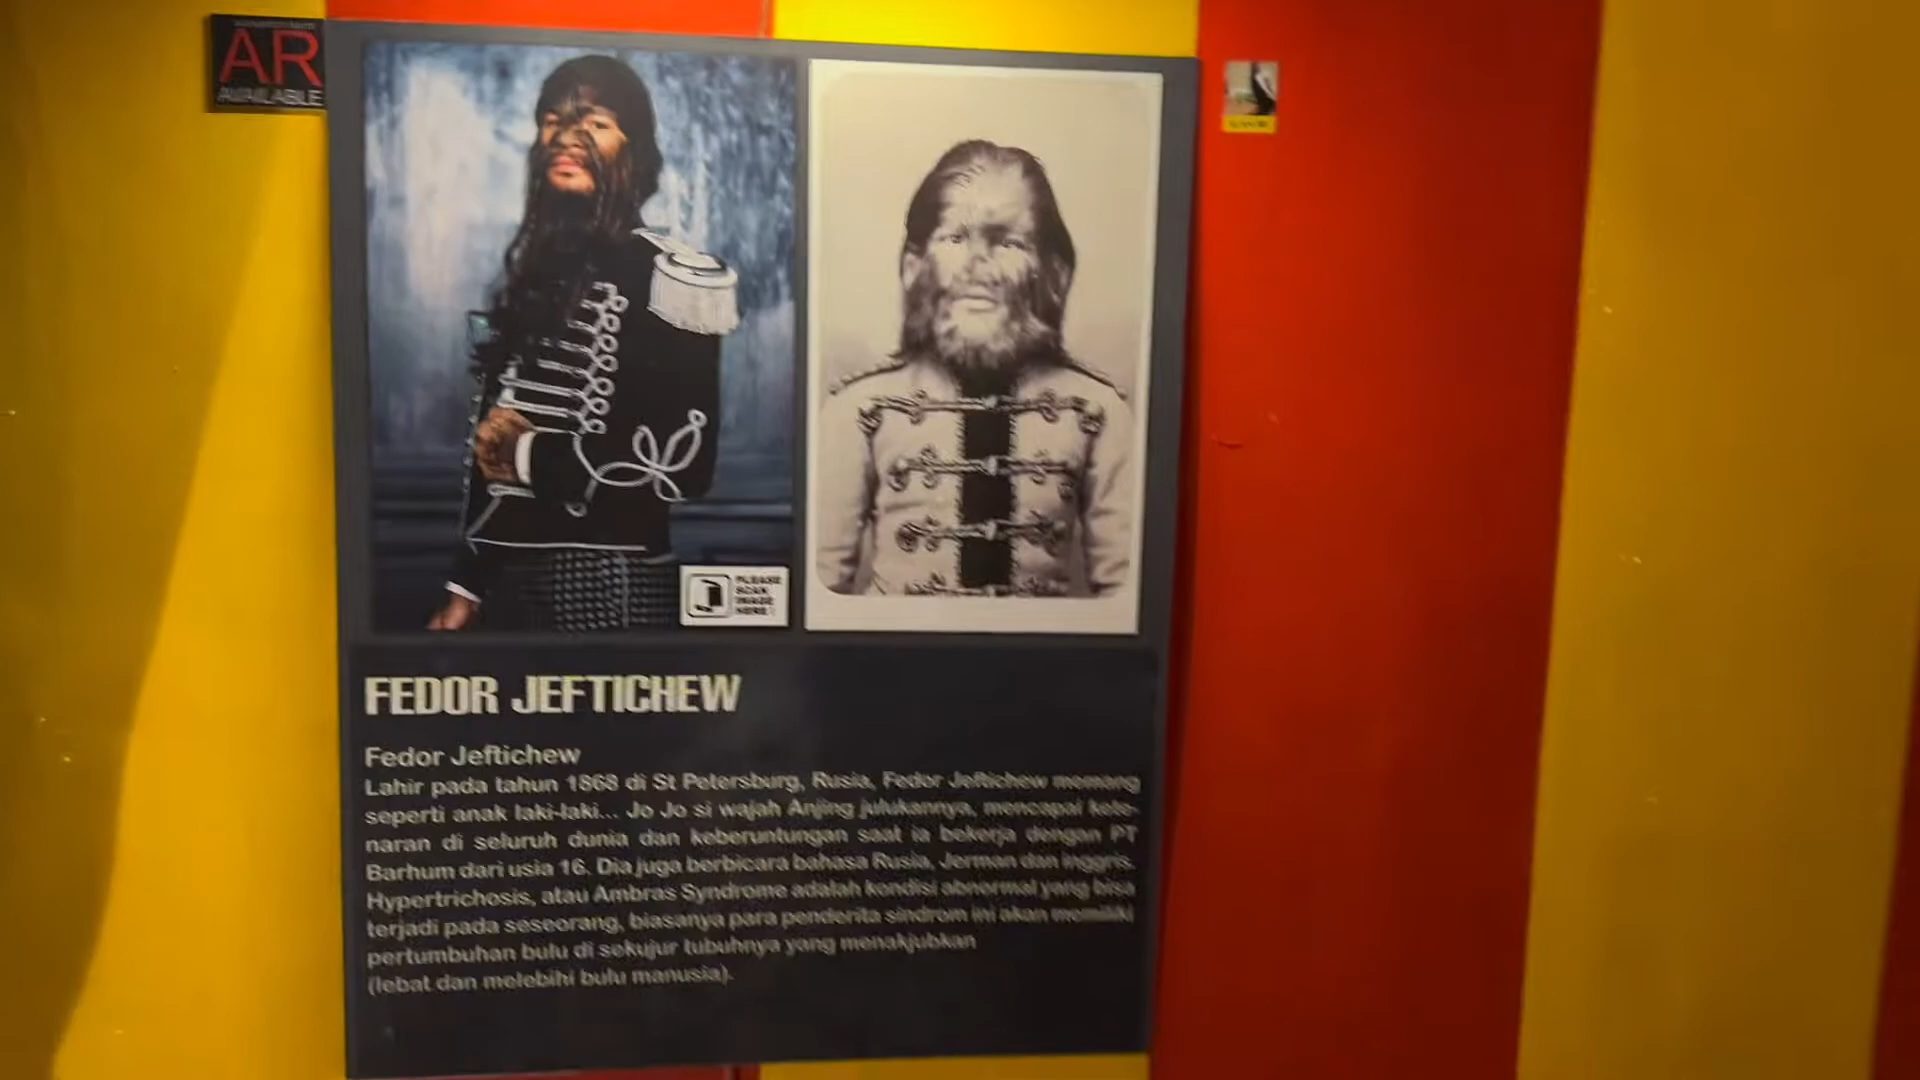 AR
AVAILABLE
PLEASE
SCAN
IMAGE
HERE !
FEDOR JEFTICHEW
Fedor Jeftichew
Lahir pada tahun 1868 di St Petersburg, Rusia, Fedor Jeftichew memang
seperti anak laki-laki... Jo Jo si wajah Anjing julukannya, mencapai kete-
naran di seluruh dunia dan keberuntungan saat ia bekerja dengan PT
Barhum dari usia 16. Dia juga berbicara bahasa Rusia, Jerman dan inggris.
Hypertrichosis, atau Ambras Syndrome adalah kondisi abnormal yang bisa
terjadi pada seseorang, biasanya para penderita sindrom ini akan memiliki
pertumbuhan bulu di sekujur tubuhnya yang menakjubkan
(lebat dan melebihi bulu manusia).